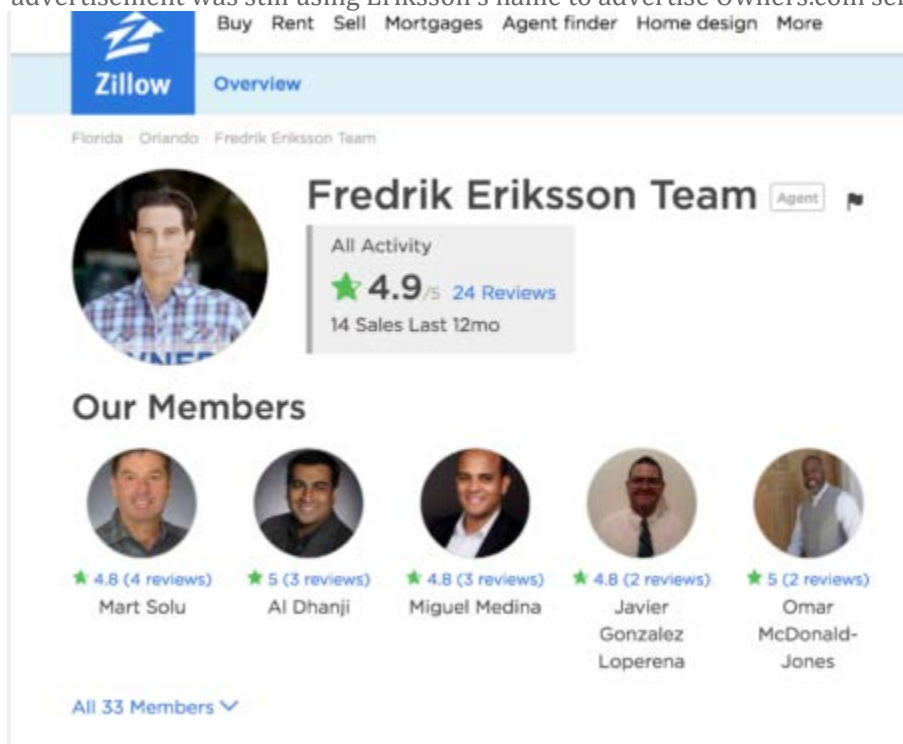 advertisement was still using Eriksson's name to advertise Owners.com ser
Buy Rent Sell Mortgages Agent finder Home design More
Zillow
Overview
Florida · Orlando · Fredrik Eriksson Team
Fredrik Eriksson Team Agent
All Activity
4.9/5 24 Reviews
14 Sales Last 12mo
Our Members
4.8 (4 reviews) 5 (3 reviews) 4.8 (3 reviews) 4.8 (2 reviews) 5 (2 reviews)
Mart Solu Al Dhanji Miguel Medina Javier Omar
Gonzalez McDonald-
Loperena Jones
All 33 Members